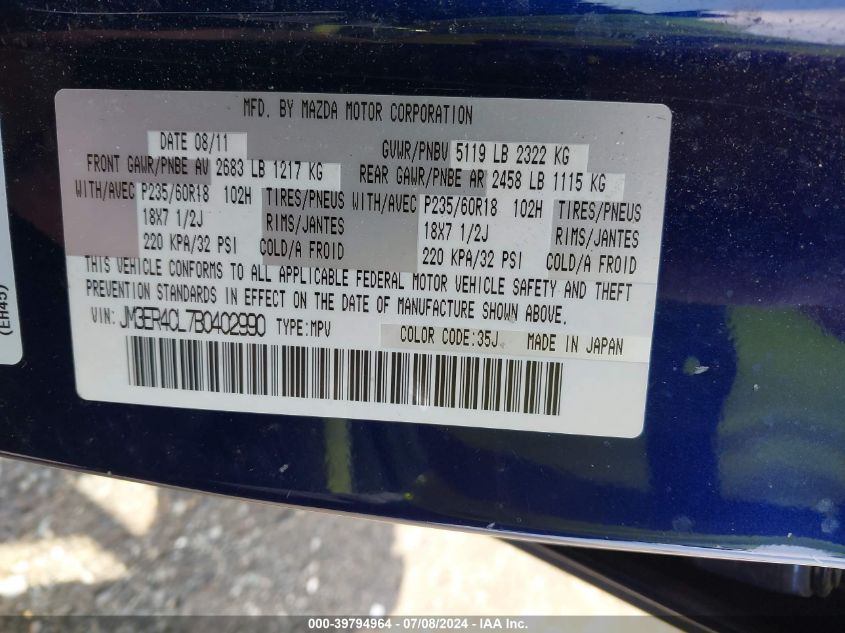 MFD. BY MAZDA MOTOR CORPORATION
DATE 08/11 GVWR/PNBV 5119 LB 2322 KG
FRONT GAWR/PNBE AV 2683 LB 1217 KG REAR GAWR/PNBE AR 2458 LB 1115 KG
WITH/AVEC P235/60R18 102H TIRES/PNEUS WITH/AVEC P235/60R18 102H TIRES/PNEUS
18X7 1/2J RIMS/JANTES 18X7 1/2J RIMS/JANTES
220 KPA/32 PSI COLD/A FROID 220 KPA/32 PSI COLD/A FROID
THIS VEHICLE CONFORMS TO ALL APPLICABLE FEDERAL MOTOR VEHICLE SAFETY AND THEFT
PREVENTION STANDARDS IN EFFECT ON THE DATE OF MANUFACTURE SHOWN ABOVE.
VIN: JM3ER4CL7B0402990 TYPE:MPV COLOR CODE:35J MADE IN JAPAN
(EH45)
000-39794964 - 07/08/2024 - IAA Inc.